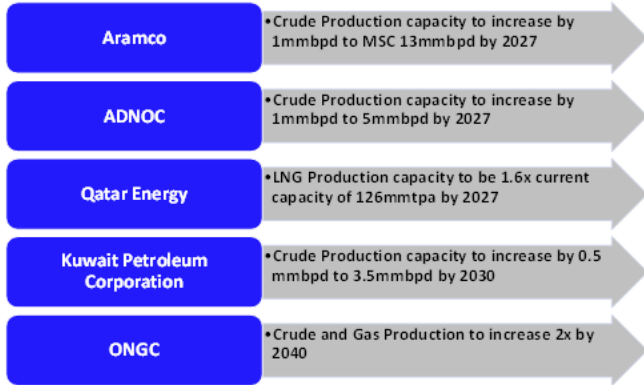 Aramco
•Crude Production capacity to increase by
1mmbpd to MSC 13mmbpd by 2027
ADNOC
•Crude Production capacity to increase by
1mmbpd to 5mmbpd by 2027
Qatar Energy
•LNG Production capacity to be 1.6x current
capacity of 126mmtpa by 2027
Kuwait Petroleum
Corporation
•Crude Production capacity to increase by 0.5
mmbpd to 3.5mmbpd by 2030
ONGC
•Crude and Gas Production to increase 2x by
2040